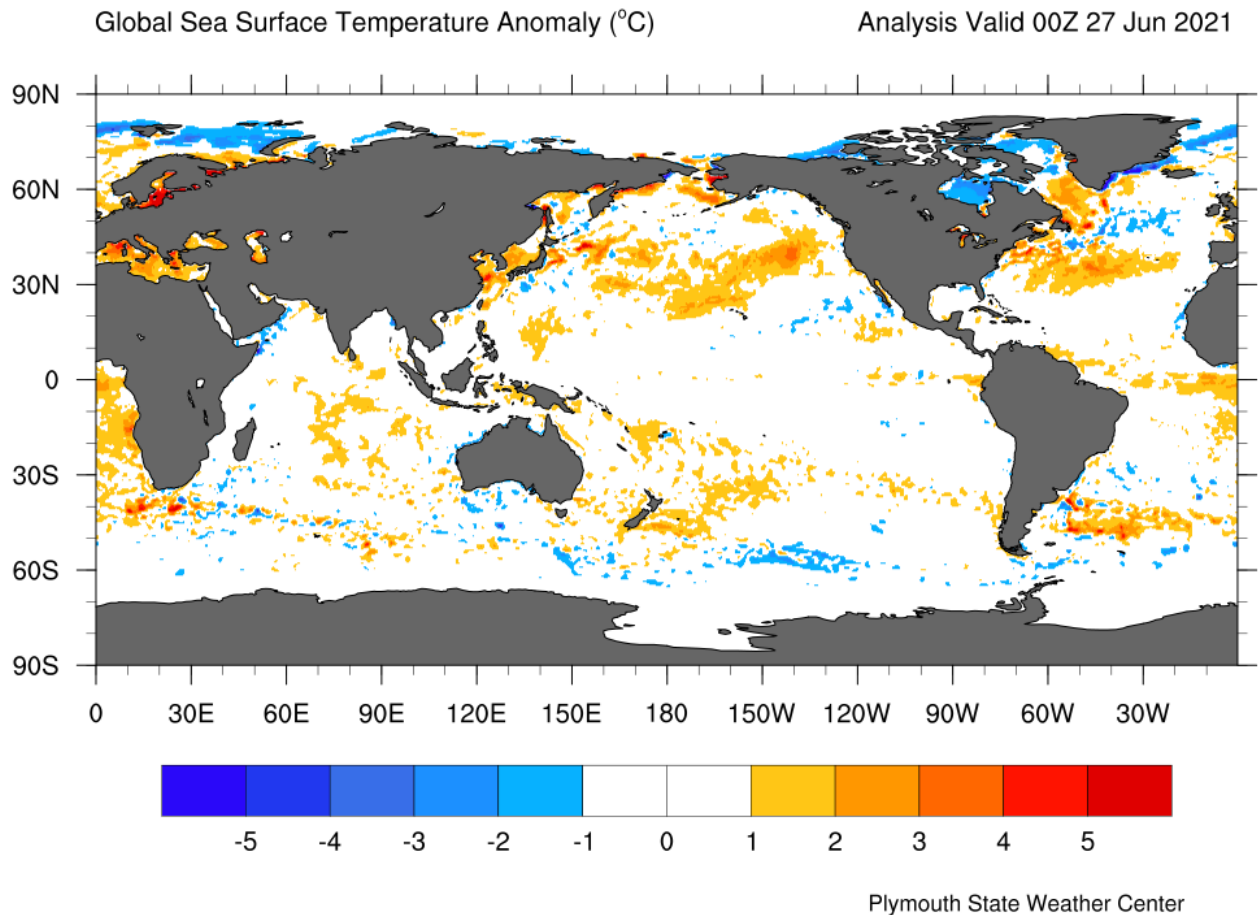 Global Sea Surface Temperature Anomaly (°C) Analysis Valid 00Z 27 Jun 2021
90N
60N
30N
0
30S
60S
90S
0 30E 60E 90E 120E 150E 180 150W 120W 90W 60W 30W
-5 -4 -3 -2 -1 0 1 2 3 4 5
Plymouth State Weather Center